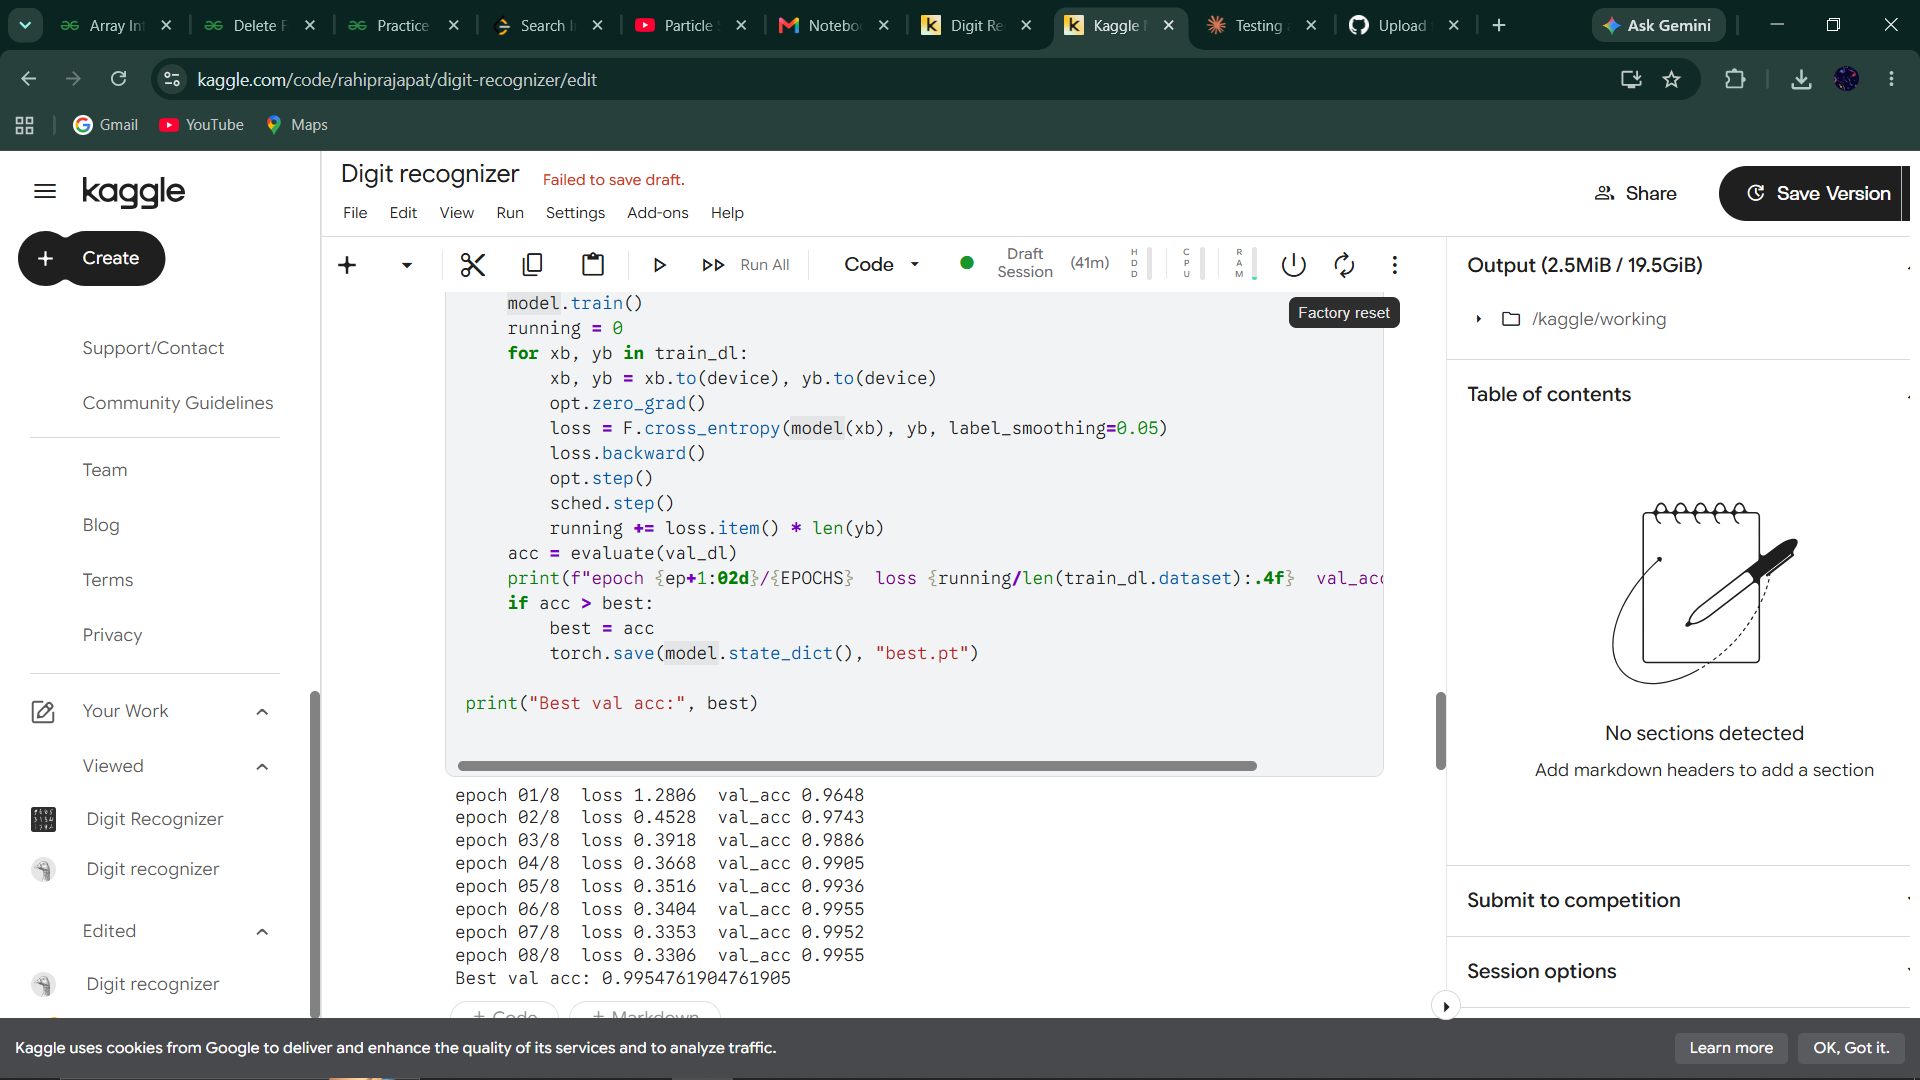 Array In
Delete F
Practice
Search I
Particle
Notebo
Digit Re
Kaggle
Testing
Upload
Ask Gemini
kaggle.com/code/rahiprajapat/digit-recognizer/edit
Gmail
YouTube
Maps
kaggle
Create
Support/Contact
Community Guidelines
Team
Blog
Terms
Privacy
Your Work
Viewed
Digit Recognizer
Digit recognizer
Edited
Digit recognizer
Digit recognizer
Failed to save draft.
File Edit View Run Settings Add-ons Help
Share
Save Version
Run All
Code
Draft Session (41m)
HDD
CPU
RAM
Factory reset
model.train()
running = 0
for xb, yb in train_dl:
xb, yb = xb.to(device), yb.to(device)
opt.zero_grad()
loss = F.cross_entropy(model(xb), yb, label_smoothing=0.05)
loss.backward()
opt.step()
sched.step()
running += loss.item() * len(yb)
acc = evaluate(val_dl)
print(f"epoch {ep+1:02d}/{EPOCHS}  loss {running/len(train_dl.dataset):.4f}  val_acc
if acc > best:
best = acc
torch.save(model.state_dict(), "best.pt")
print("Best val acc:", best)
epoch 01/8  loss 1.2806  val_acc 0.9648
epoch 02/8  loss 0.4528  val_acc 0.9743
epoch 03/8  loss 0.3918  val_acc 0.9886
epoch 04/8  loss 0.3668  val_acc 0.9905
epoch 05/8  loss 0.3516  val_acc 0.9936
epoch 06/8  loss 0.3404  val_acc 0.9955
epoch 07/8  loss 0.3353  val_acc 0.9952
epoch 08/8  loss 0.3306  val_acc 0.9955
Best val acc: 0.9954761904761905
+ Code
+ Markdown
Output (2.5MiB / 19.5GiB)
/kaggle/working
Table of contents
No sections detected
Add markdown headers to add a section
Submit to competition
Session options
Kaggle uses cookies from Google to deliver and enhance the quality of its services and to analyze traffic.
Learn more
OK, Got it.